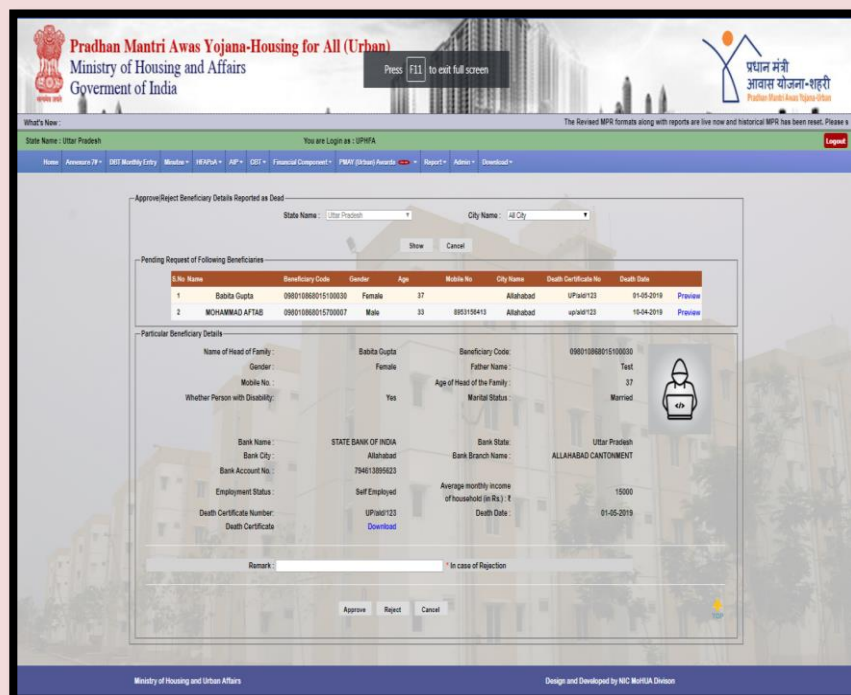 Pradhan Mantri Awas Yojana-Housing for All (Urban)
Ministry of Housing and Affairs
Goverment of India
Press F11 to exit full screen
प्रधान मंत्री
आवास योजना-शहरी
Pradhan Mantri Awas Yojana-Urban
What's New :
The Revised MPR formats along with reports are live now and historical MPR has been reset. Please s
State Name : Uttar Pradesh You are Login as : UPHFA Logout
Home Annexure 7# DBT Monthly Entry Mission HFAPoA AIP CBT Financial Component PMAY (Urban) Awards Report Admin Download
Approve|Reject Beneficiary Details Reported as Dead
State Name : Uttar Pradesh City Name : All City
Show Cancel
Pending Request of Following Beneficiaries
S.No Name Beneficiary Code Gender Age Mobile No City Name Death Certificate No Death Date
1 Babita Gupta 098010868015100030 Female 37 Allahabad UP/ald/123 01-05-2019 Preview
2 MOHAMMAD AFTAB 098010868015700007 Male 33 8953158413 Allahabad up/ald/123 10-04-2019 Preview
Particular Beneficiary Details
Name of Head of Family : Babita Gupta Beneficiary Code: 098010868015100030
Gender : Female Father Name : Test
Mobile No. : Age of Head of the Family : 37
Whether Person with Disability: Yes Marital Status : Married
</>
Bank Name : STATE BANK OF INDIA Bank State: Uttar Pradesh
Bank City : Allahabad Bank Branch Name : ALLAHABAD CANTONMENT
Bank Account No. : 794613895623
Employment Status : Self Employed Average monthly income
of household (in Rs.) : ₹ 15000
Death Certificate Number: UP/ald/123 Death Date : 01-05-2019
Death Certificate Download
Remark : * In case of Rejection
Approve Reject Cancel
Ministry of Housing and Urban Affairs Design and Developed by NIC MoHUA Divison